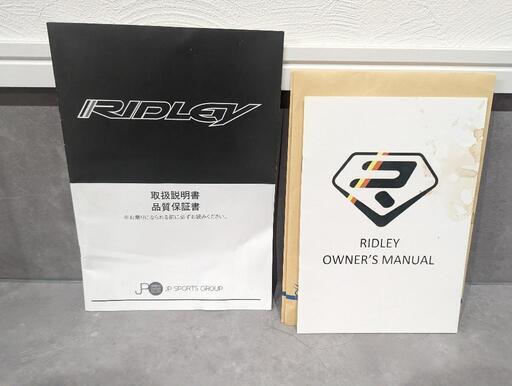 RIDLEY
取扱説明書
品質保証書
※お乗りになられる前に必ずお読みください。
JP SPORTS GROUP
RIDLEY
OWNER'S MANUAL